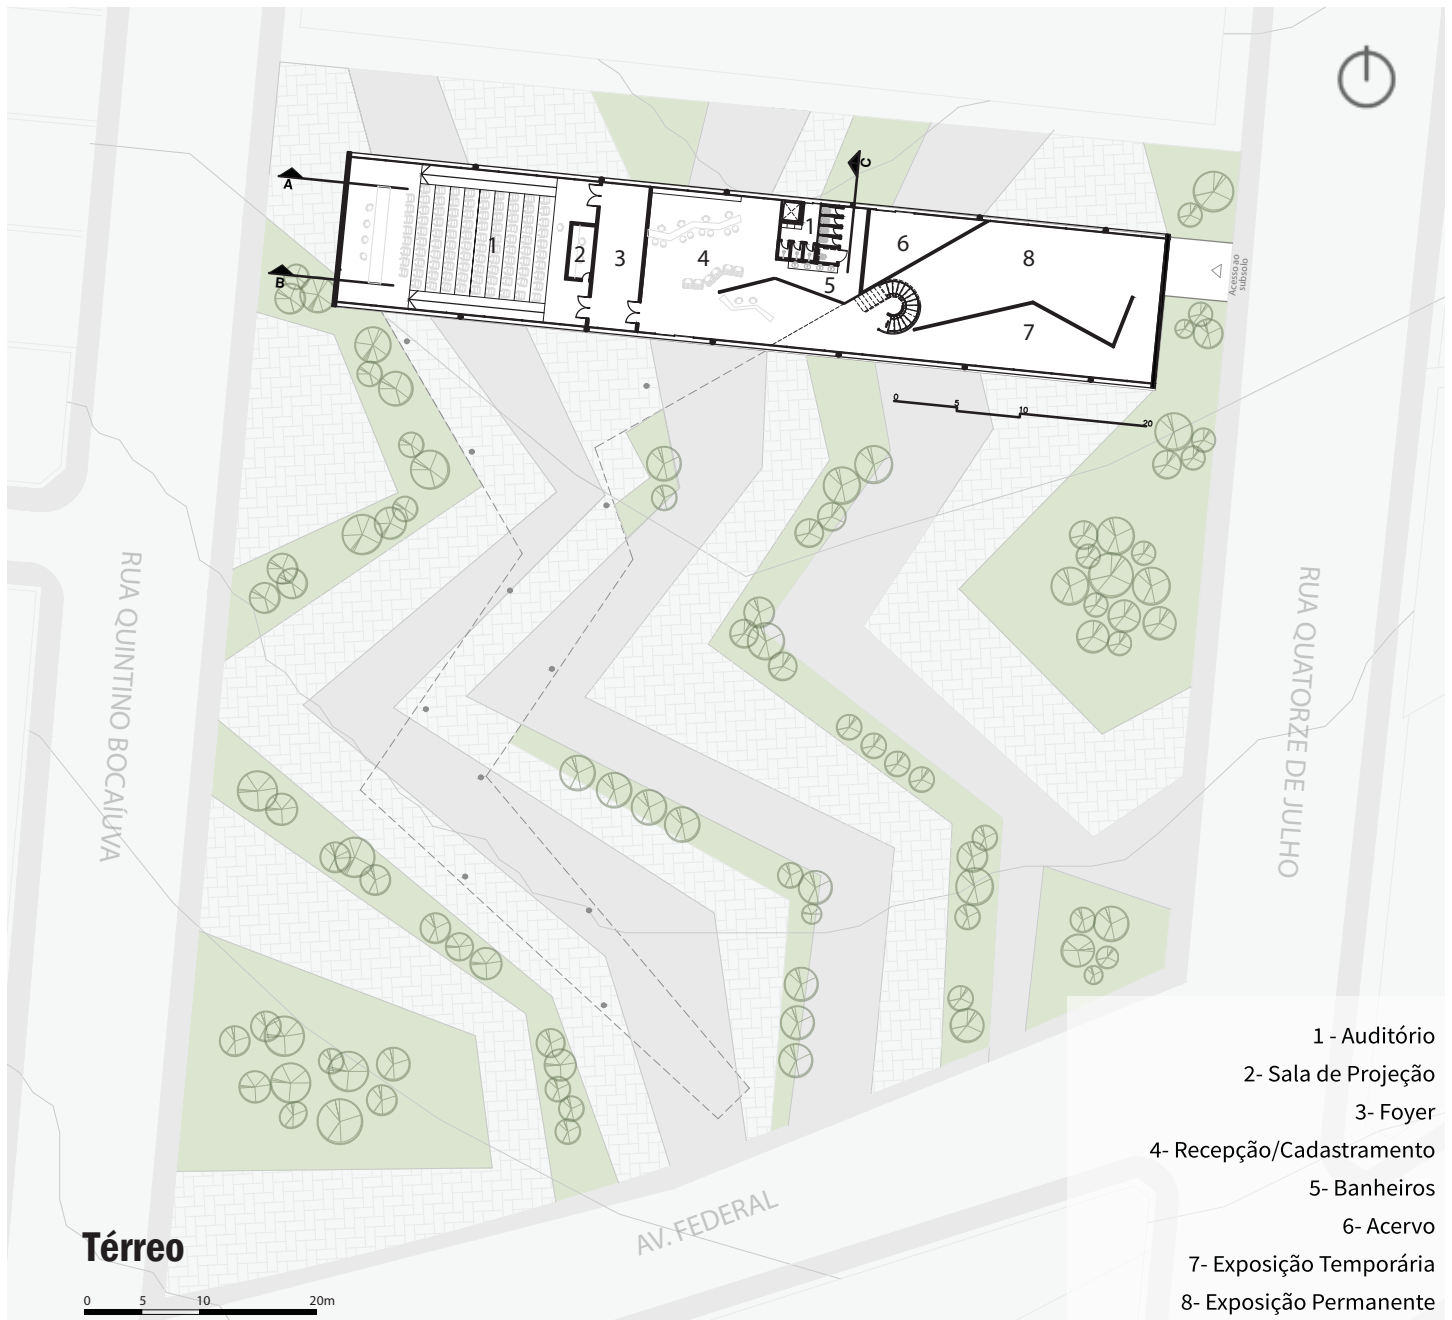 A
B
C
1
2
3
4
1
5
6
8
7
Acesso ao
subsolo
0 5 10 20
RUA QUINTINO BOCAÍUVA
RUA QUATORZE DE JULHO
AV. FEDERAL
1 - Auditório
2- Sala de Projeção
3- Foyer
4- Recepção/Cadastramento
5- Banheiros
6- Acervo
7- Exposição Temporária
8- Exposição Permanente
Térreo
0 5 10 20m